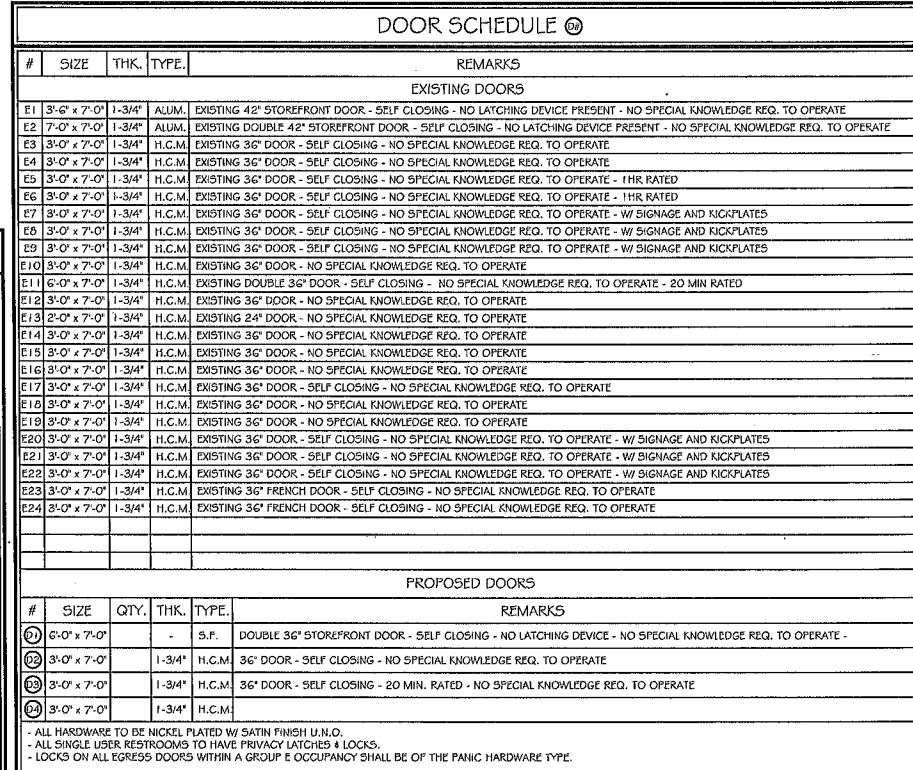 DOOR SCHEDULE D#
# SIZE THK. TYPE. REMARKS
EXISTING DOORS
E1 3'-6" x 7'-0" 1-3/4" ALUM. EXISTING 42" STOREFRONT DOOR - SELF CLOSING - NO LATCHING DEVICE PRESENT - NO SPECIAL KNOWLEDGE REQ. TO OPERATE
E2 7'-0" x 7'-0" 1-3/4" ALUM. EXISTING DOUBLE 42" STOREFRONT DOOR - SELF CLOSING - NO LATCHING DEVICE PRESENT - NO SPECIAL KNOWLEDGE REQ. TO OPERATE
E3 3'-0" x 7'-0" 1-3/4" H.C.M. EXISTING 36" DOOR - SELF CLOSING - NO SPECIAL KNOWLEDGE REQ. TO OPERATE
E4 3'-0" x 7'-0" 1-3/4" H.C.M. EXISTING 36" DOOR - SELF CLOSING - NO SPECIAL KNOWLEDGE REQ. TO OPERATE
E5 3'-0" x 7'-0" 1-3/4" H.C.M. EXISTING 36" DOOR - SELF CLOSING - NO SPECIAL KNOWLEDGE REQ. TO OPERATE - 1HR RATED
E6 3'-0" x 7'-0" 1-3/4" H.C.M. EXISTING 36" DOOR - SELF CLOSING - NO SPECIAL KNOWLEDGE REQ. TO OPERATE - 1HR RATED
E7 3'-0" x 7'-0" 1-3/4" H.C.M. EXISTING 36" DOOR - SELF CLOSING - NO SPECIAL KNOWLEDGE REQ. TO OPERATE - W/ SIGNAGE AND KICKPLATES
E8 3'-0" x 7'-0" 1-3/4" H.C.M. EXISTING 36" DOOR - SELF CLOSING - NO SPECIAL KNOWLEDGE REQ. TO OPERATE - W/ SIGNAGE AND KICKPLATES
E9 3'-0" x 7'-0" 1-3/4" H.C.M. EXISTING 36" DOOR - SELF CLOSING - NO SPECIAL KNOWLEDGE REQ. TO OPERATE - W/ SIGNAGE AND KICKPLATES
E10 3'-0" x 7'-0" 1-3/4" H.C.M. EXISTING 36" DOOR - NO SPECIAL KNOWLEDGE REQ. TO OPERATE
E11 6'-0" x 7'-0" 1-3/4" H.C.M. EXISTING DOUBLE 36" DOOR - SELF CLOSING - NO SPECIAL KNOWLEDGE REQ. TO OPERATE - 20 MIN RATED
E12 3'-0" x 7'-0" 1-3/4" H.C.M. EXISTING 36" DOOR - NO SPECIAL KNOWLEDGE REQ. TO OPERATE
E13 2'-0" x 7'-0" 1-3/4" H.C.M. EXISTING 24" DOOR - NO SPECIAL KNOWLEDGE REQ. TO OPERATE
E14 3'-0" x 7'-0" 1-3/4" H.C.M. EXISTING 36" DOOR - NO SPECIAL KNOWLEDGE REQ. TO OPERATE
E15 3'-0" x 7'-0" 1-3/4" H.C.M. EXISTING 36" DOOR - NO SPECIAL KNOWLEDGE REQ. TO OPERATE
E16 3'-0" x 7'-0" 1-3/4" H.C.M. EXISTING 36" DOOR - NO SPECIAL KNOWLEDGE REQ. TO OPERATE
E17 3'-0" x 7'-0" 1-3/4" H.C.M. EXISTING 36" DOOR - SELF CLOSING - NO SPECIAL KNOWLEDGE REQ. TO OPERATE
E18 3'-0" x 7'-0" 1-3/4" H.C.M. EXISTING 36" DOOR - NO SPECIAL KNOWLEDGE REQ. TO OPERATE
E19 3'-0" x 7'-0" 1-3/4" H.C.M. EXISTING 36" DOOR - NO SPECIAL KNOWLEDGE REQ. TO OPERATE
E20 3'-0" x 7'-0" 1-3/4" H.C.M. EXISTING 36" DOOR - SELF CLOSING - NO SPECIAL KNOWLEDGE REQ. TO OPERATE - W/ SIGNAGE AND KICKPLATES
E21 3'-0" x 7'-0" 1-3/4" H.C.M. EXISTING 36" DOOR - SELF CLOSING - NO SPECIAL KNOWLEDGE REQ. TO OPERATE - W/ SIGNAGE AND KICKPLATES
E22 3'-0" x 7'-0" 1-3/4" H.C.M. EXISTING 36" DOOR - SELF CLOSING - NO SPECIAL KNOWLEDGE REQ. TO OPERATE - W/ SIGNAGE AND KICKPLATES
E23 3'-0" x 7'-0" 1-3/4" H.C.M. EXISTING 36" FRENCH DOOR - SELF CLOSING - NO SPECIAL KNOWLEDGE REQ. TO OPERATE
E24 3'-0" x 7'-0" 1-3/4" H.C.M. EXISTING 36" FRENCH DOOR - SELF CLOSING - NO SPECIAL KNOWLEDGE REQ. TO OPERATE
PROPOSED DOORS
# SIZE QTY. THK. TYPE. REMARKS
D1 6'-0" x 7'-0" - S.F. DOUBLE 36" STOREFRONT DOOR - SELF CLOSING - NO LATCHING DEVICE - NO SPECIAL KNOWLEDGE REQ. TO OPERATE -
D2 3'-0" x 7'-0" 1-3/4" H.C.M. 36" DOOR - SELF CLOSING - NO SPECIAL KNOWLEDGE REQ. TO OPERATE
D3 3'-0" x 7'-0" 1-3/4" H.C.M. 36" DOOR - SELF CLOSING - 20 MIN. RATED - NO SPECIAL KNOWLEDGE REQ. TO OPERATE
D4 3'-0" x 7'-0" 1-3/4" H.C.M.
- ALL HARDWARE TO BE NICKEL PLATED W/ SATIN FINISH U.N.O.
- ALL SINGLE USER RESTROOMS TO HAVE PRIVACY LATCHES & LOCKS.
- LOCKS ON ALL EGRESS DOORS WITHIN A GROUP E OCCUPANCY SHALL BE OF THE PANIC HARDWARE TYPE.